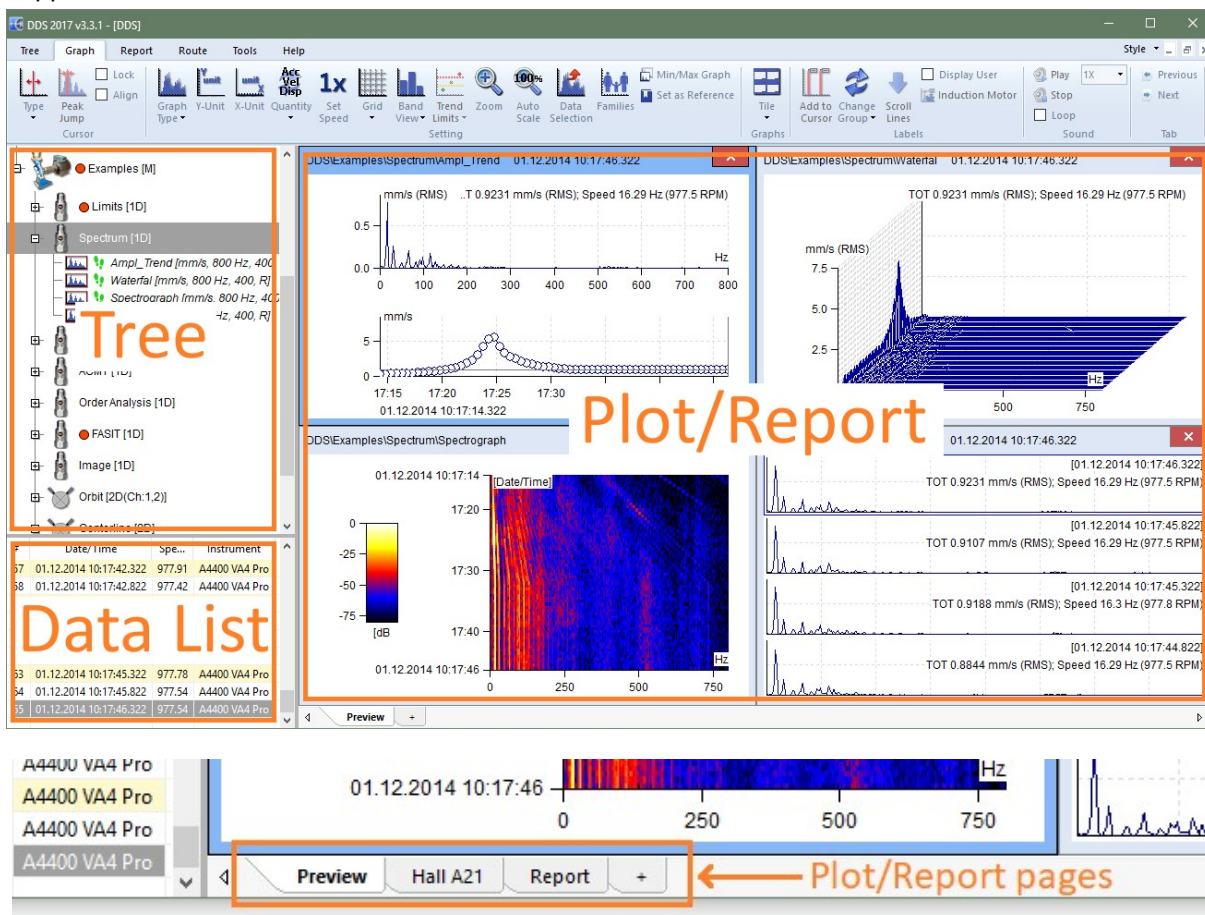 DDS 2017 v3.3.1 - [DDS]
Tree Graph Report Route Tools Help Style
Type Peak Jump Lock Align
Graph Type Y-Unit X-Unit Acc Vel Disp Quantity 1x Set Speed Grid Band View Trend Limits Zoom 100% Auto Scale Data Selection Families Min/Max Graph Set as Reference
Tile Add to Cursor Change Group Scroll Lines Display User Induction Motor Play 1X Stop Loop Previous Next
Cursor Setting Graphs Labels Sound Tab
Examples [M]
Limits [1D]
Spectrum [1D]
Ampl_Trend [mm/s, 800 Hz, 400
Waterfal [mm/s, 800 Hz, 400, R]
Spectrograph [mm/s, 800 Hz, 400
Hz, 400, R]
Tree
ACMT [1D]
Order Analysis [1D]
FASIT [1D]
Image [1D]
Orbit [2D(Ch:1,2)]
Centerline [2D]
# Date/Time Spe... Instrument
57 01.12.2014 10:17:42.322 977.91 A4400 VA4 Pro
58 01.12.2014 10:17:42.822 977.42 A4400 VA4 Pro
Data List
63 01.12.2014 10:17:45.322 977.78 A4400 VA4 Pro
64 01.12.2014 10:17:45.822 977.54 A4400 VA4 Pro
65 01.12.2014 10:17:46.322 977.54 A4400 VA4 Pro
DDS\Examples\Spectrum\Ampl_Trend 01.12.2014 10:17:46.322
mm/s (RMS) ..T 0.9231 mm/s (RMS); Speed 16.29 Hz (977.5 RPM)
0.5
0.0
Hz
0 100 200 300 400 500 600 700 800
mm/s
5
0
17:15 17:20 17:25 17:30
01.12.2014 10:17:14.322
DDS\Examples\Spectrum\Waterfal 01.12.2014 10:17:46.322
TOT 0.9231 mm/s (RMS); Speed 16.29 Hz (977.5 RPM)
mm/s (RMS)
7.5
5.0
2.5
Hz
500 750
Plot/Report
DDS\Examples\Spectrum\Spectrograph
01.12.2014 10:17:14
[Date/Time]
17:20
17:30
17:40
01.12.2014 10:17:46
0
-25
-50
-75
[dB
Hz
0 250 500 750
01.12.2014 10:17:46.322
[01.12.2014 10:17:46.322]
TOT 0.9231 mm/s (RMS); Speed 16.29 Hz (977.5 RPM)
[01.12.2014 10:17:45.822]
TOT 0.9107 mm/s (RMS); Speed 16.29 Hz (977.5 RPM)
[01.12.2014 10:17:45.322]
TOT 0.9188 mm/s (RMS); Speed 16.3 Hz (977.8 RPM)
[01.12.2014 10:17:44.822]
TOT 0.8844 mm/s (RMS); Speed 16.29 Hz (977.5 RPM)
Preview +
A4400 VA4 Pro
A4400 VA4 Pro
A4400 VA4 Pro
A4400 VA4 Pro
01.12.2014 10:17:46
Hz
0 250 500 750
Preview Hall A21 Report +
Plot/Report pages